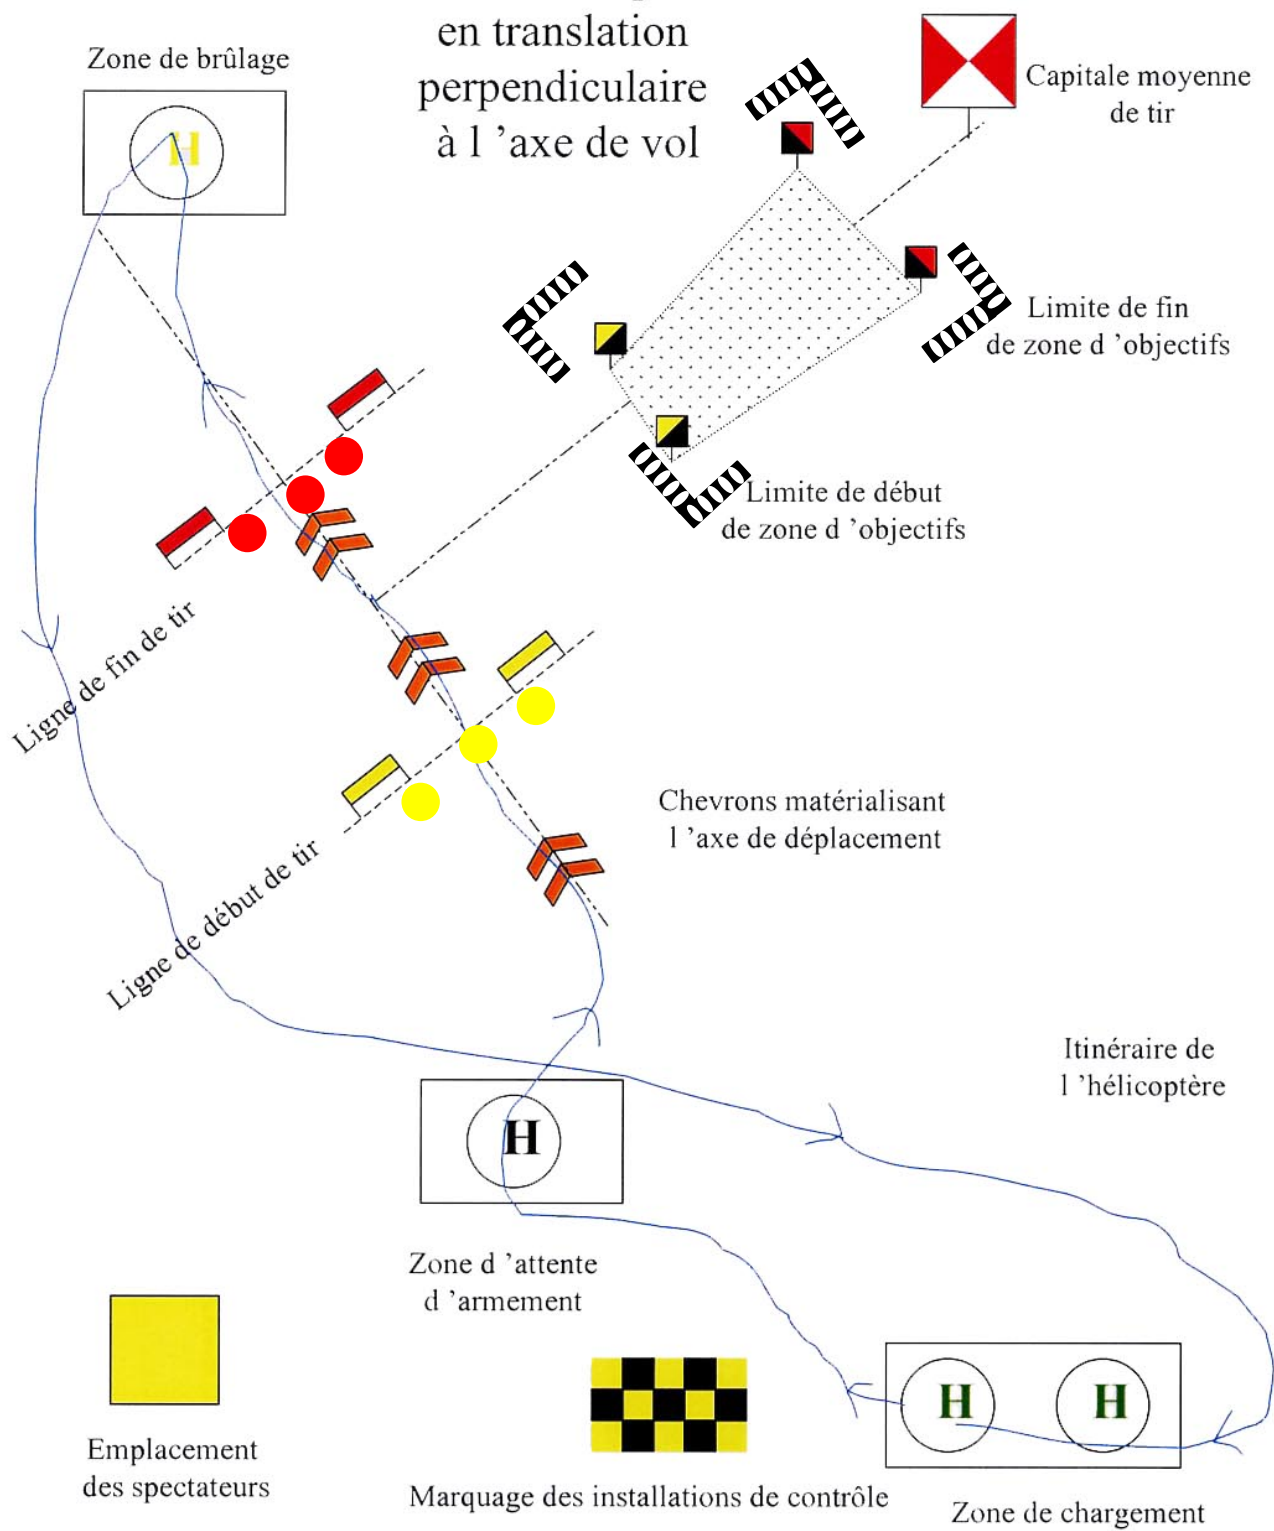 en translation
perpendiculaire
à l ’axe de vol
Zone de brûlage
H
Capitale moyenne
de tir
Limite de fin
de zone d ’objectifs
Limite de début
de zone d ’objectifs
Ligne de fin de tir
Ligne de début de tir
Chevrons matérialisant
l ’axe de déplacement
Itinéraire de
l ’hélicoptère
H
Zone d ’attente
d ’armement
Emplacement
des spectateurs
Marquage des installations de contrôle
H H
Zone de chargement